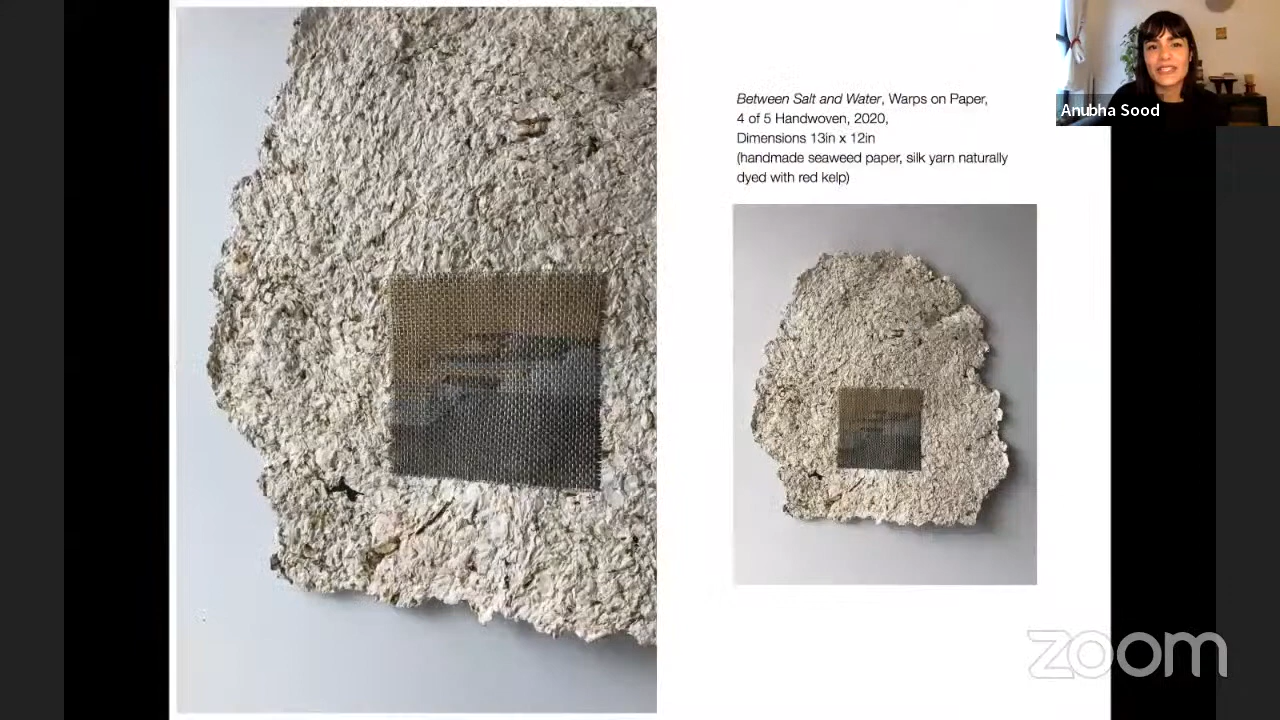 Between Salt and Water, Warps on Paper,
4 of 5 Handwoven, 2020,
Dimensions 13in x 12in
(handmade seaweed paper, silk yarn naturally
dyed with red kelp)
Anubha Sood
zoom